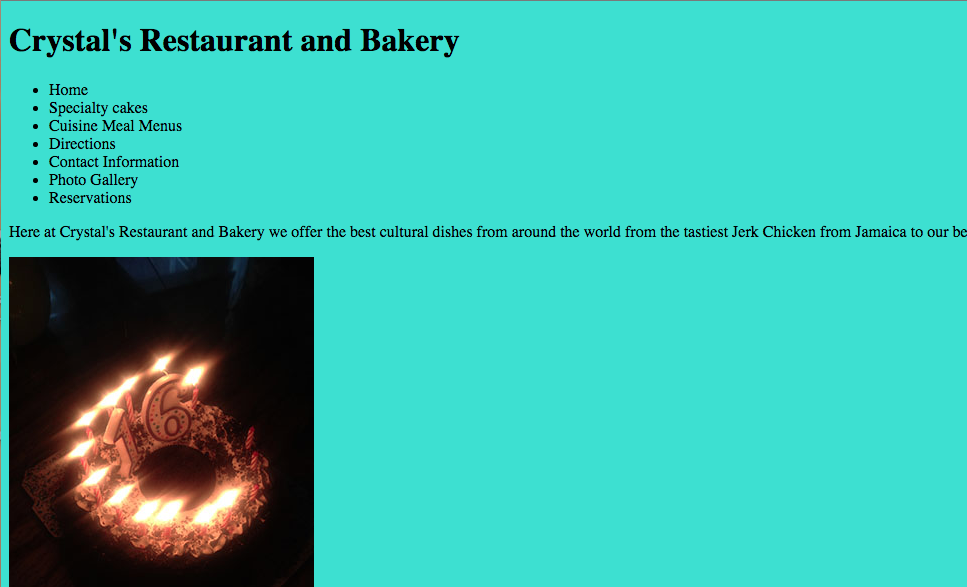 Crystal's Restaurant and Bakery
Home
Specialty cakes
Cuisine Meal Menus
Directions
Contact Information
Photo Gallery
Reservations
Here at Crystal's Restaurant and Bakery we offer the best cultural dishes from around the world from the tastiest Jerk Chicken from Jamaica to our be
16